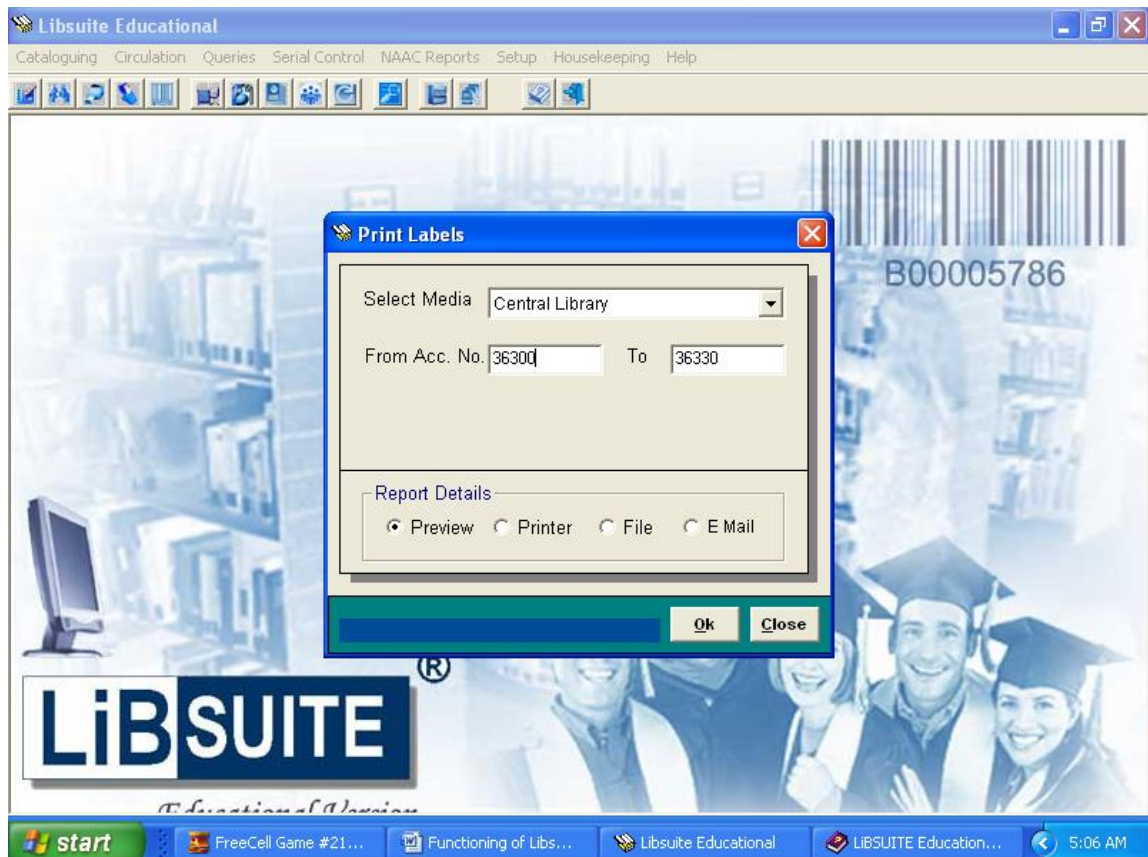 Libsuite Educational
Cataloguing Circulation Queries Serial Control NAAC Reports Setup Housekeeping Help
B00005786
Print Labels
Select Media Central Library
From Acc. No. 36300 To 36330
Report Details
Preview Printer File E Mail
Ok Close
LiBSUITE ®
Educational Version
start FreeCell Game #21... Functioning of Libs... Libsuite Educational LiBSUITE Education... 5:06 AM